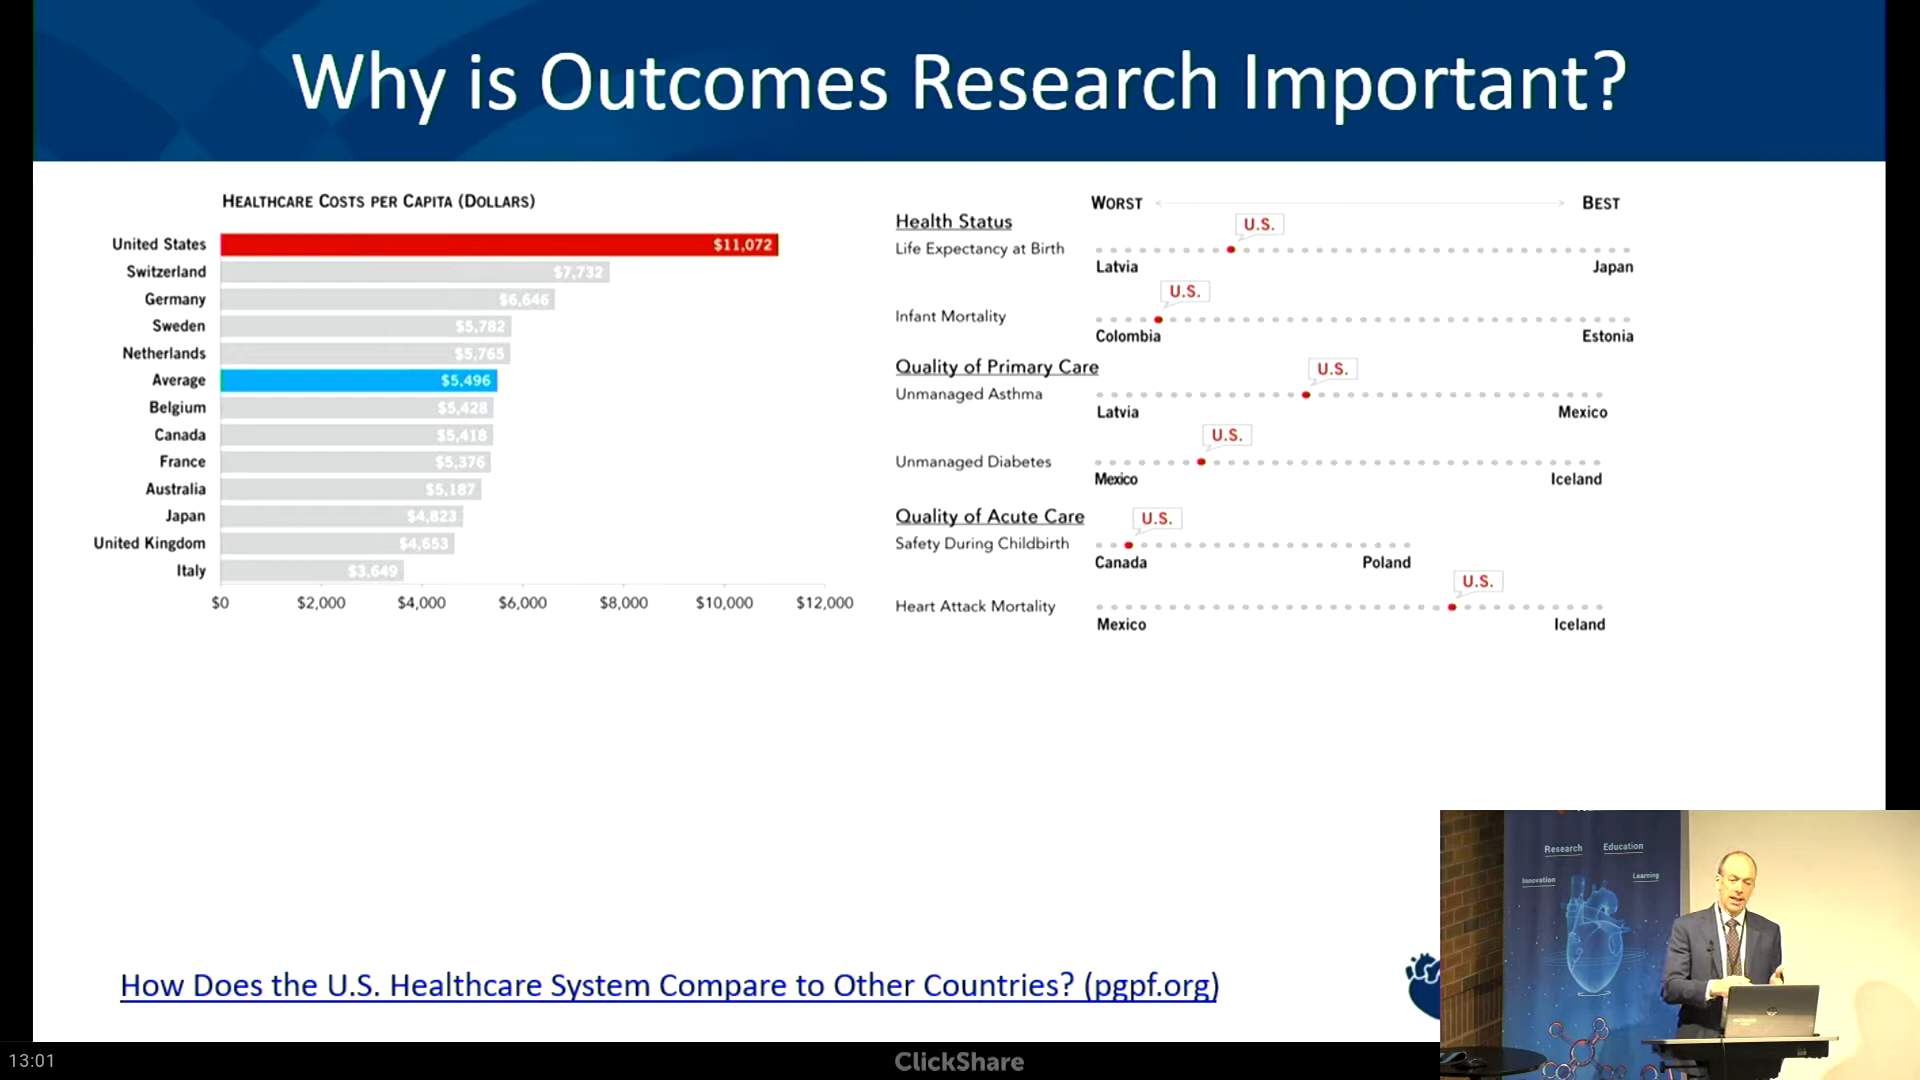 Why is Outcomes Research Important?
HEALTHCARE COSTS PER CAPITA (DOLLARS)
United States $11,072
Switzerland $7,732
Germany $6,646
Sweden $5,782
Netherlands $5,765
Average $5,496
Belgium $5,428
Canada $5,418
France $5,376
Australia $5,187
Japan $4,823
United Kingdom $4,653
Italy $3,649
$0 $2,000 $4,000 $6,000 $8,000 $10,000 $12,000
WORST BEST
Health Status
U.S.
Life Expectancy at Birth
Latvia Japan
U.S.
Infant Mortality
Colombia Estonia
Quality of Primary Care
U.S.
Unmanaged Asthma
Latvia Mexico
U.S.
Unmanaged Diabetes
Mexico Iceland
Quality of Acute Care
U.S.
Safety During Childbirth
Canada Poland
U.S.
Heart Attack Mortality
Mexico Iceland
How Does the U.S. Healthcare System Compare to Other Countries? (pgpf.org)
Research Education
Innovation Learning
13:01
ClickShare